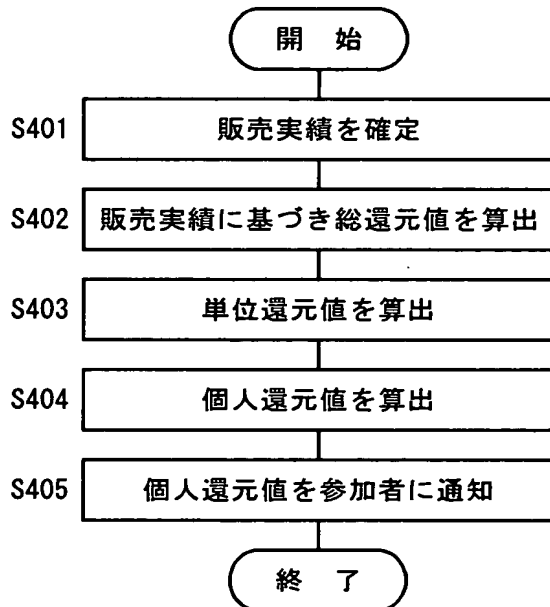 開 始
S401 販売実績を確定
S402 販売実績に基づき総還元値を算出
S403 単位還元値を算出
S404 個人還元値を算出
S405 個人還元値を参加者に通知
終 了